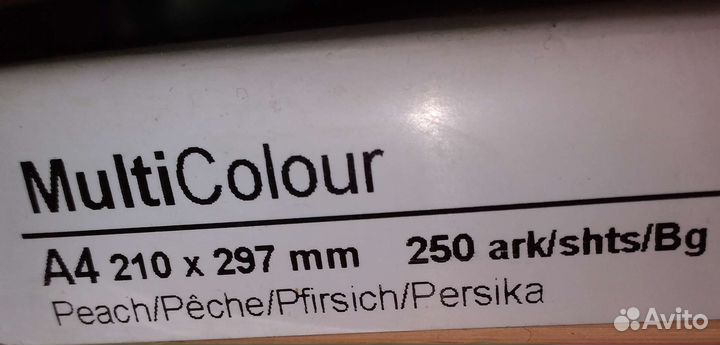 MultiColour
A4 210 x 297 mm 250 ark/shts/Bg
Peach/Pêche/Pfirsich/Persika
Avito